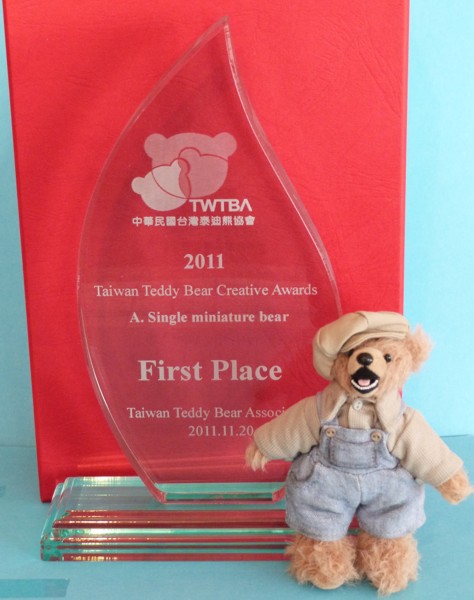 TWTBA
中華民國台灣泰迪熊協會
2011
Taiwan Teddy Bear Creative Awards
A. Single miniature bear
First Place
Taiwan Teddy Bear
2011.11.20